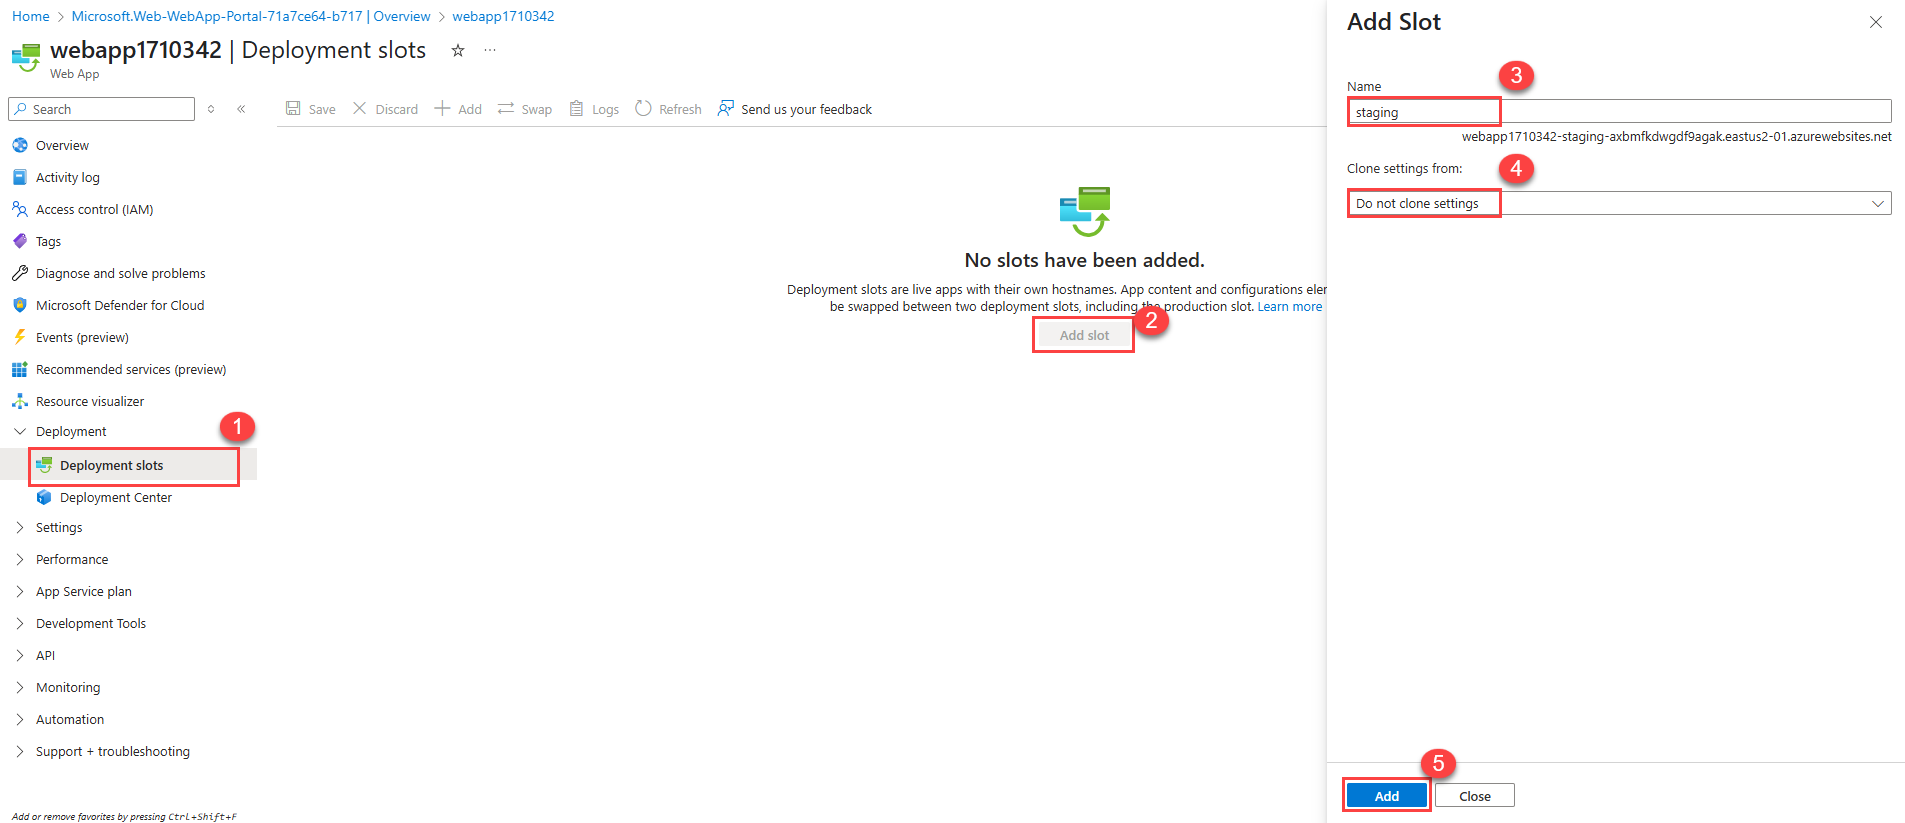 Home > Microsoft.Web-WebApp-Portal-71a7ce64-b717 | Overview > webapp1710342
webapp1710342 | Deployment slots
Web App
Search
Save Discard Add Swap Logs Refresh Send us your feedback
Overview
Activity log
Access control (IAM)
Tags
Diagnose and solve problems
Microsoft Defender for Cloud
Events (preview)
Recommended services (preview)
Resource visualizer
Deployment
1
Deployment slots
Deployment Center
Settings
Performance
App Service plan
Development Tools
API
Monitoring
Automation
Support + troubleshooting
Add or remove favorites by pressing Ctrl+Shift+F
No slots have been added.
Deployment slots are live apps with their own hostnames. App content and configurations eler
be swapped between two deployment slots, including the production slot. Learn more
2
Add slot
Add Slot
3
Name
staging
webapp1710342-staging-axbmfkdwgdf9agak.eastus2-01.azurewebsites.net
Clone settings from:
4
Do not clone settings
5
Add Close